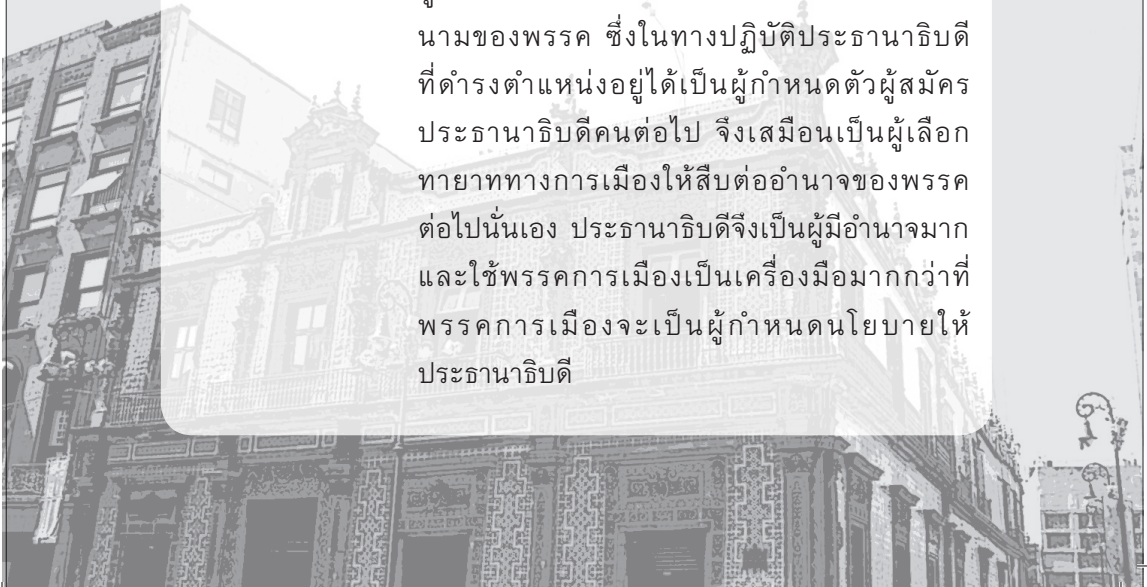 นามของพรรค ซึ่งในทางปฏิบัติประธานาธิบดี
ที่ดำรงตำแหน่งอยู่ได้เป็นผู้กำหนดตัวผู้สมัคร
ประธานาธิบดีคนต่อไป จึงเสมือนเป็นผู้เลือก
ทายาททางการเมืองให้สืบต่ออำนาจของพรรค
ต่อไปนั่นเอง ประธานาธิบดีจึงเป็นผู้มีอำนาจมาก
และใช้พรรคการเมืองเป็นเครื่องมือมากกว่าที่
พรรคการเมืองจะเป็นผู้กำหนดนโยบายให้
ประธานาธิบดี